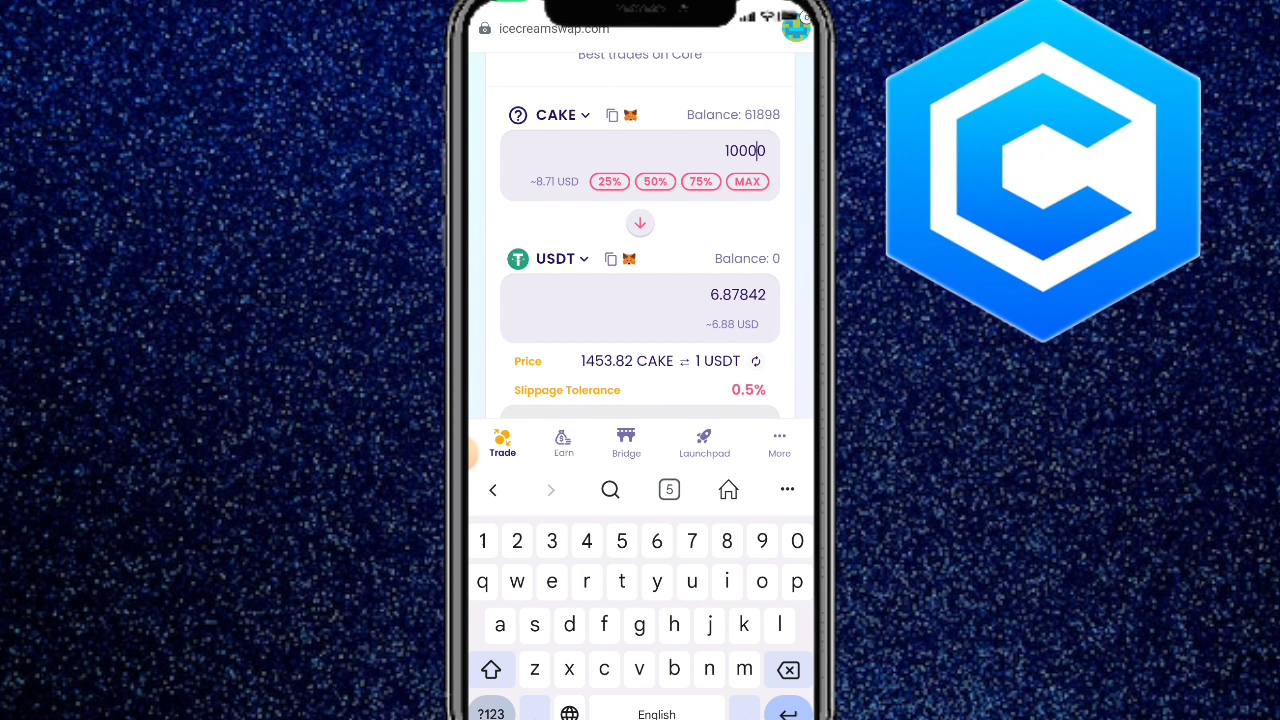 icecreamswap.com
Best trades on Core
CAKE Balance: 61898
10000
~8.71 USD 25% 50% 75% MAX
USDT Balance: 0
6.87842
~6.88 USD
Price 1453.82 CAKE ⇄ 1 USDT
Slippage Tolerance 0.5%
Trade Earn Bridge Launchpad More
5
1 2 3 4 5 6 7 8 9 0
q w e r t y u i o p
a s d f g h j k l
z x c v b n m
?123 English